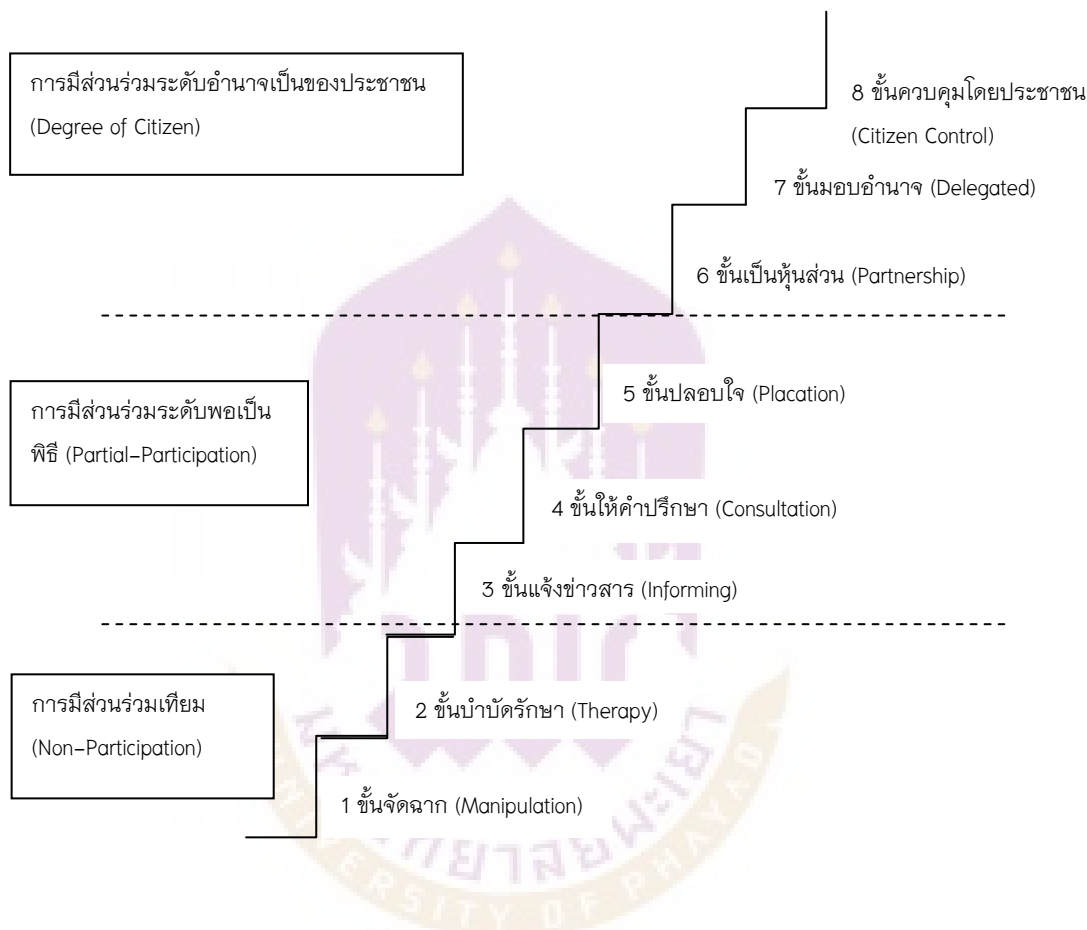 การมีส่วนร่วมระดับอำนาจเป็นของประชาชน
(Degree of Citizen)
8 ขั้นควบคุมโดยประชาชน
(Citizen Control)
7 ขั้นมอบอำนาจ (Delegated)
6 ขั้นเป็นหุ้นส่วน (Partnership)
การมีส่วนร่วมระดับพอเป็น
พิธี (Partial-Participation)
5 ขั้นปลอบใจ (Placation)
4 ขั้นให้คำปรึกษา (Consultation)
3 ขั้นแจ้งข่าวสาร (Informing)
การมีส่วนร่วมเทียม
(Non-Participation)
2 ขั้นบำบัดรักษา (Therapy)
1 ขั้นจัดฉาก (Manipulation)
UNIVERSITY OF PHAYAO